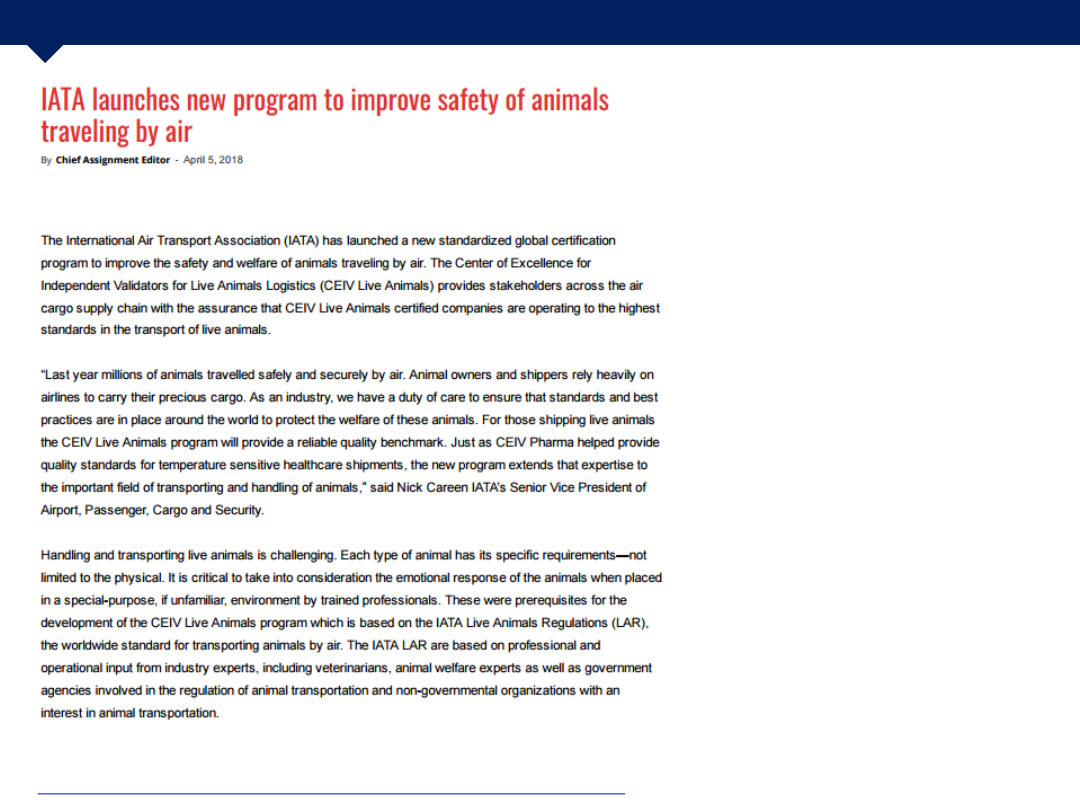 IATA launches new program to improve safety of animals
traveling by air
By Chief Assignment Editor - April 5, 2018
The International Air Transport Association (IATA) has launched a new standardized global certification
program to improve the safety and welfare of animals traveling by air. The Center of Excellence for
Independent Validators for Live Animals Logistics (CEIV Live Animals) provides stakeholders across the air
cargo supply chain with the assurance that CEIV Live Animals certified companies are operating to the highest
standards in the transport of live animals.
“Last year millions of animals travelled safely and securely by air. Animal owners and shippers rely heavily on
airlines to carry their precious cargo. As an industry, we have a duty of care to ensure that standards and best
practices are in place around the world to protect the welfare of these animals. For those shipping live animals
the CEIV Live Animals program will provide a reliable quality benchmark. Just as CEIV Pharma helped provide
quality standards for temperature sensitive healthcare shipments, the new program extends that expertise to
the important field of transporting and handling of animals,” said Nick Careen IATA’s Senior Vice President of
Airport, Passenger, Cargo and Security.
Handling and transporting live animals is challenging. Each type of animal has its specific requirements—not
limited to the physical. It is critical to take into consideration the emotional response of the animals when placed
in a special-purpose, if unfamiliar, environment by trained professionals. These were prerequisites for the
development of the CEIV Live Animals program which is based on the IATA Live Animals Regulations (LAR),
the worldwide standard for transporting animals by air. The IATA LAR are based on professional and
operational input from industry experts, including veterinarians, animal welfare experts as well as government
agencies involved in the regulation of animal transportation and non-governmental organizations with an
interest in animal transportation.